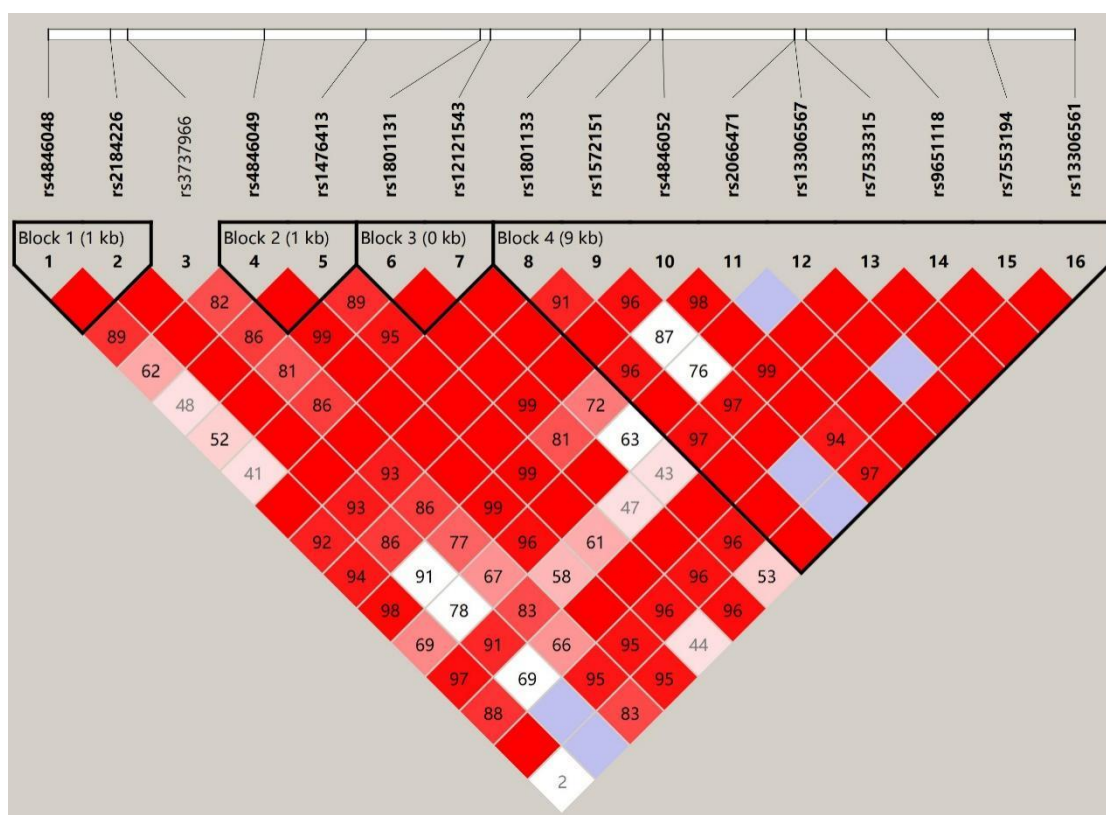 rs4846048
rs2184226
rs3737966
rs4846049
rs1476413
rs1801131
rs12121543
rs1801133
rs1572151
rs4846052
rs2066471
rs13306567
rs7533315
rs9651118
rs7553194
rs13306561
Block 1 (1 kb) Block 2 (1 kb) Block 3 (0 kb) Block 4 (9 kb)
1 2 3 4 5 6 7 8 9 10 11 12 13 14 15 16
82 89 91 96 98
89 86 99 95 87
62 81 96 76 99
48 86 99 72 97
52 81 63 97 94
41 93 99 43 97
93 86 99 47
92 86 77 96 61 96
94 91 67 58 96 53
98 78 83 96 96
69 91 66 95 44
97 69 95 95
88 83
2